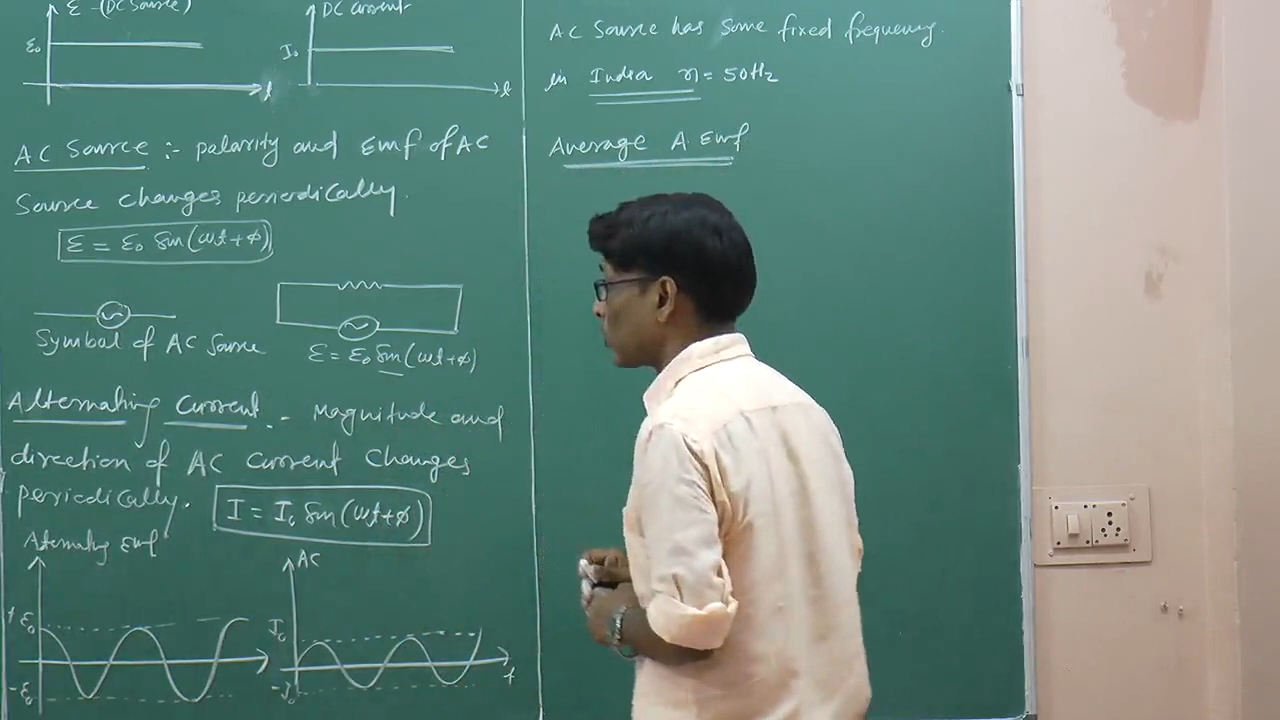 ε - (DC Source)
ε₀
t
DC current
I₀
t
AC Source :- polarity and Emf of AC
Source changes periodically.
ε = ε₀ Sin(ωt+φ)
Symbol of AC Source
ε = ε₀ Sin(ωt+φ)
Alternating Current :- Magnitude and
direction of AC Current Changes
periodically.
I = I₀ Sin(ωt+φ)
Alternating Emf
+ε₀
-ε₀
AC
I₀
-I₀
t
AC Source has some fixed frequency.
in India n = 50Hz
Average A. Emf